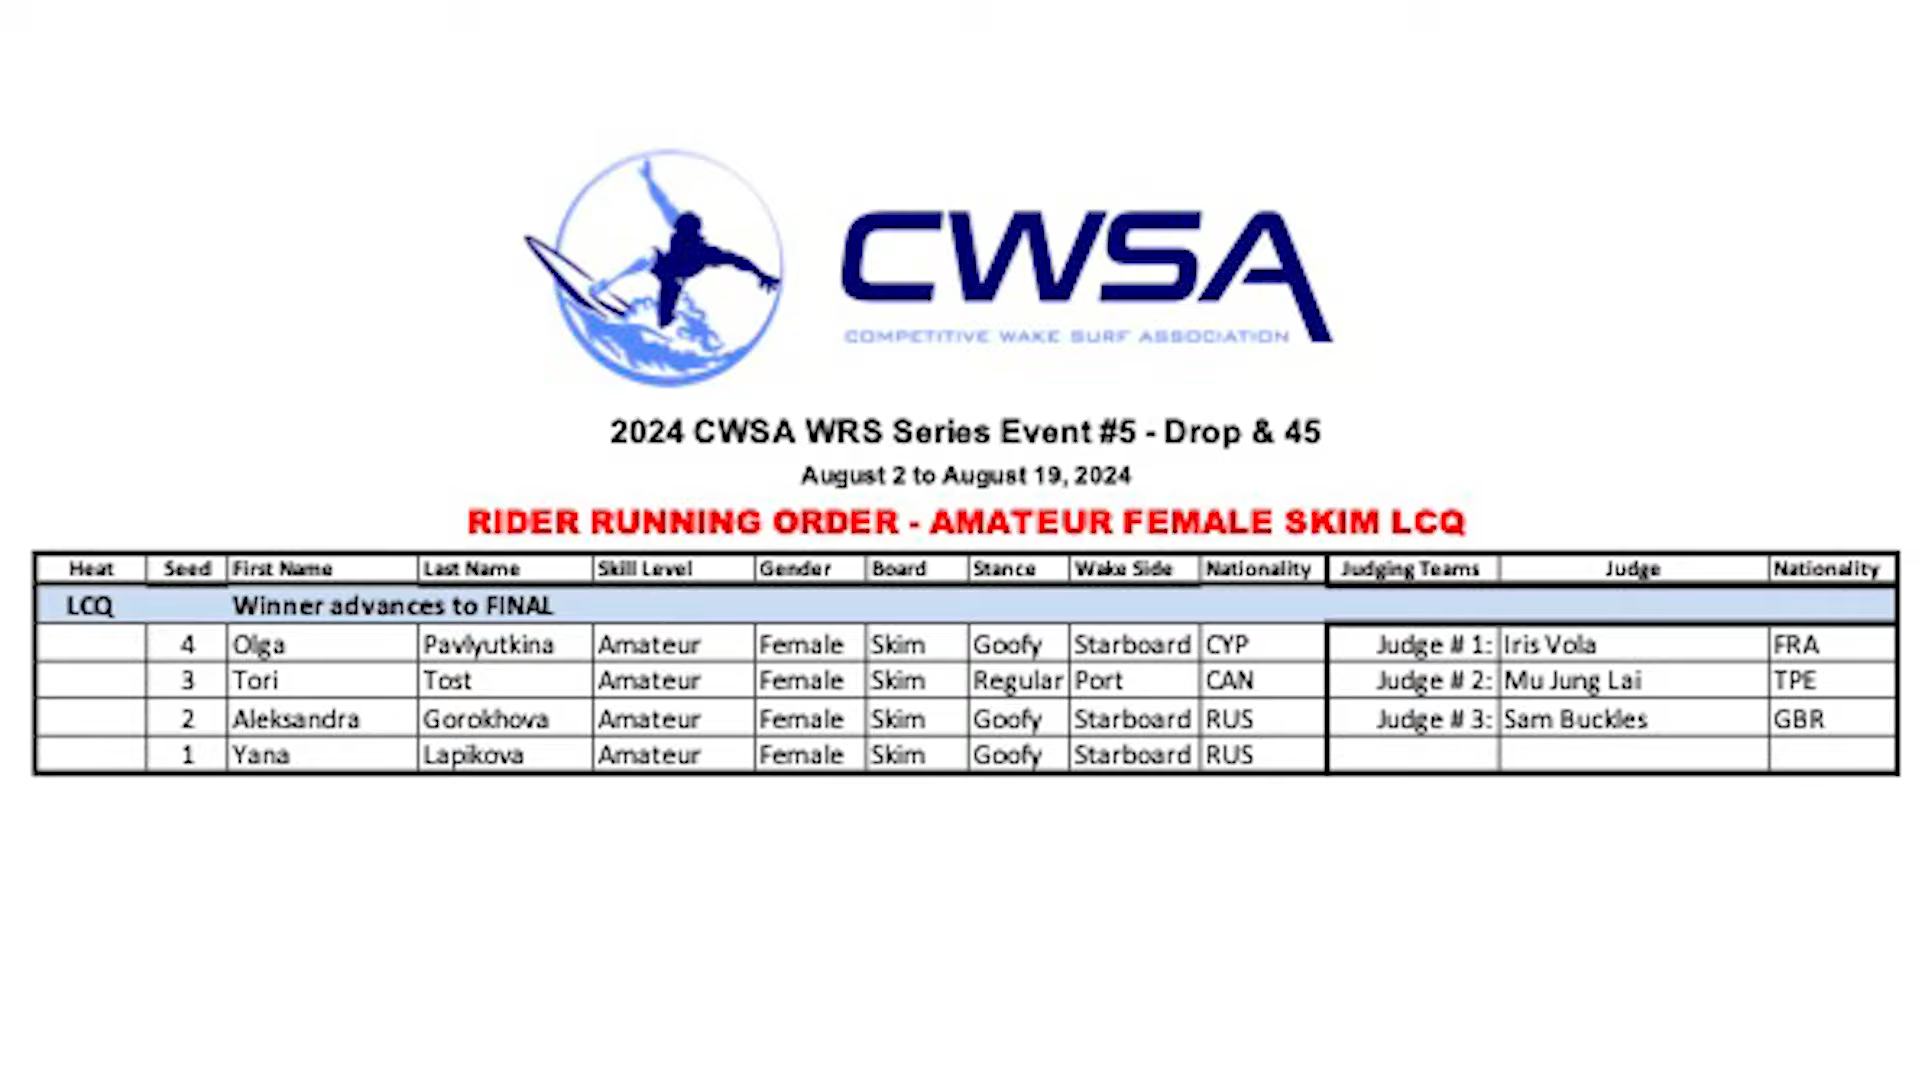 CWSA
COMPETITIVE WAKE SURF ASSOCIATION
2024 CWSA WRS Series Event #5 - Drop & 45
August 2 to August 19, 2024
RIDER RUNNING ORDER - AMATEUR FEMALE SKIM LCQ
Heat Seed First Name Last Name Skill Level Gender Board Stance Wake Side Nationality Judging Teams Judge Nationality
LCQ Winner advances to FINAL
4 Olga Pavlyutkina Amateur Female Skim Goofy Starboard CYP Judge # 1: Iris Vola FRA
3 Tori Tost Amateur Female Skim Regular Port CAN Judge # 2: Mu Jung Lai TPE
2 Aleksandra Gorokhova Amateur Female Skim Goofy Starboard RUS Judge # 3: Sam Buckles GBR
1 Yana Lapikova Amateur Female Skim Goofy Starboard RUS